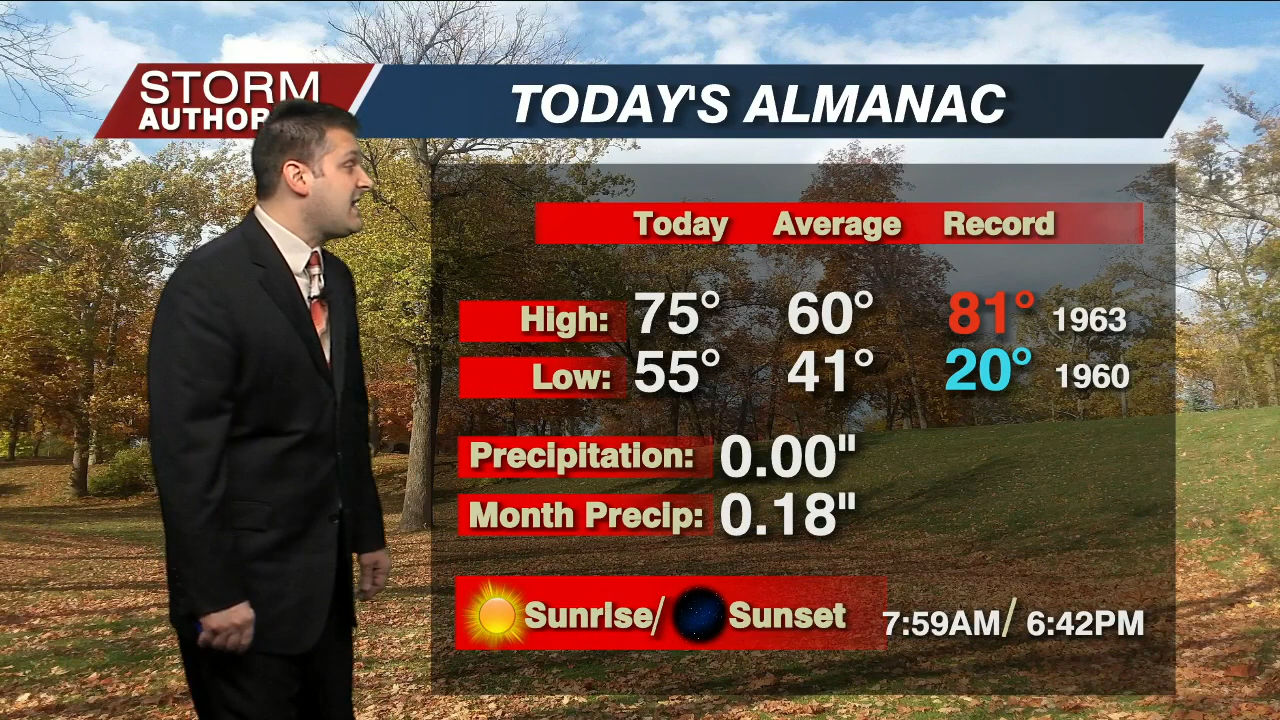 STORM
TODAY'S ALMANAC
Today Average Record
High: 75° 60° 81° 1963
Low: 55° 41° 20° 1960
Precipitation: 0.00"
Month Precip: 0.18"
Sunrise/ Sunset 7:59AM/ 6:42PM